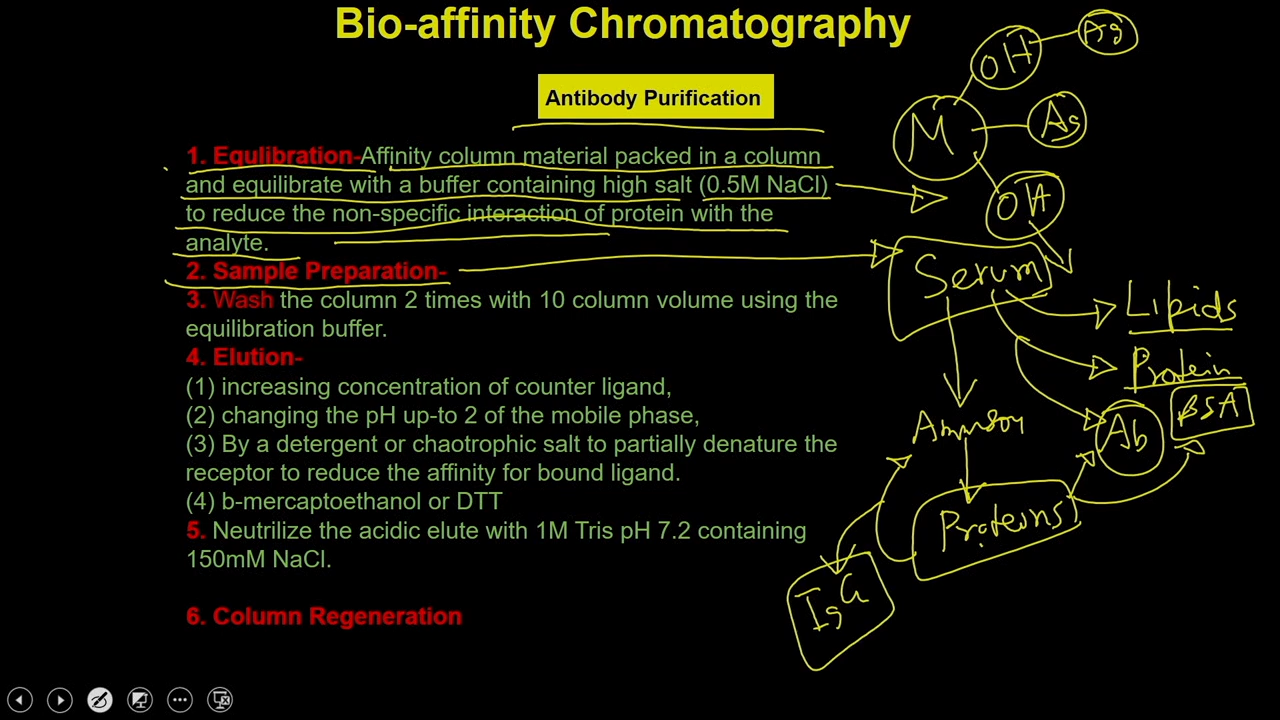 Bio-affinity Chromatography
Antibody Purification
1. Equlibration-Affinity column material packed in a column
and equilibrate with a buffer containing high salt (0.5M NaCl)
to reduce the non-specific interaction of protein with the
analyte.
2. Sample Preparation-
3. Wash the column 2 times with 10 column volume using the
equilibration buffer.
4. Elution-
(1) increasing concentration of counter ligand,
(2) changing the pH up-to 2 of the mobile phase,
(3) By a detergent or chaotrophic salt to partially denature the
receptor to reduce the affinity for bound ligand.
(4) b-mercaptoethanol or DTT
5. Neutrilize the acidic elute with 1M Tris pH 7.2 containing
150mM NaCl.
6. Column Regeneration
OH
Ag
M
Ag
OH
Serum
Lipids
Protein
BSA
Ab
Proteins
IgG